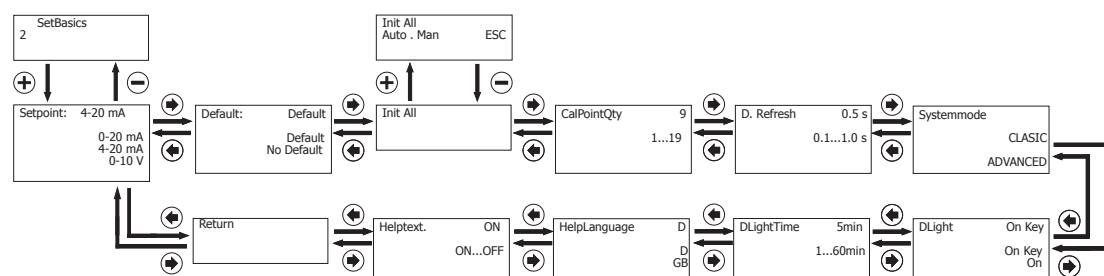 SetBasics
2
Init All
Auto . Man ESC
Setpoint: 4-20 mA
0-20 mA
4-20 mA
0-10 V
Default: Default
Default
No Default
Init All
CalPointQty 9
1...19
D. Refresh 0.5 s
0.1...1.0 s
Systemmode
CLASIC
ADVANCED
Return
Helptext. ON
ON...OFF
HelpLanguage D
D
GB
DLightTime 5min
1...60min
DLight On Key
On Key
On